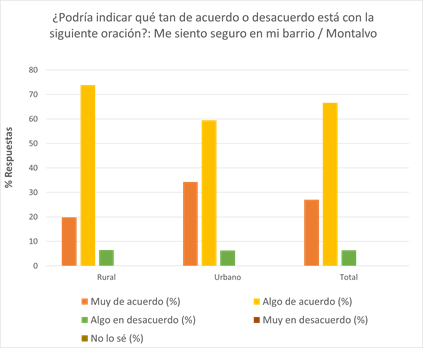 ¿Podría indicar qué tan de acuerdo o desacuerdo está con la
siguiente oración?: Me siento seguro en mi barrio / Montalvo
% Respuestas
80
70
60
50
40
30
20
10
0
Rural Urbano Total
Muy de acuerdo (%) Algo de acuerdo (%)
Algo en desacuerdo (%) Muy en desacuerdo (%)
No lo sé (%)